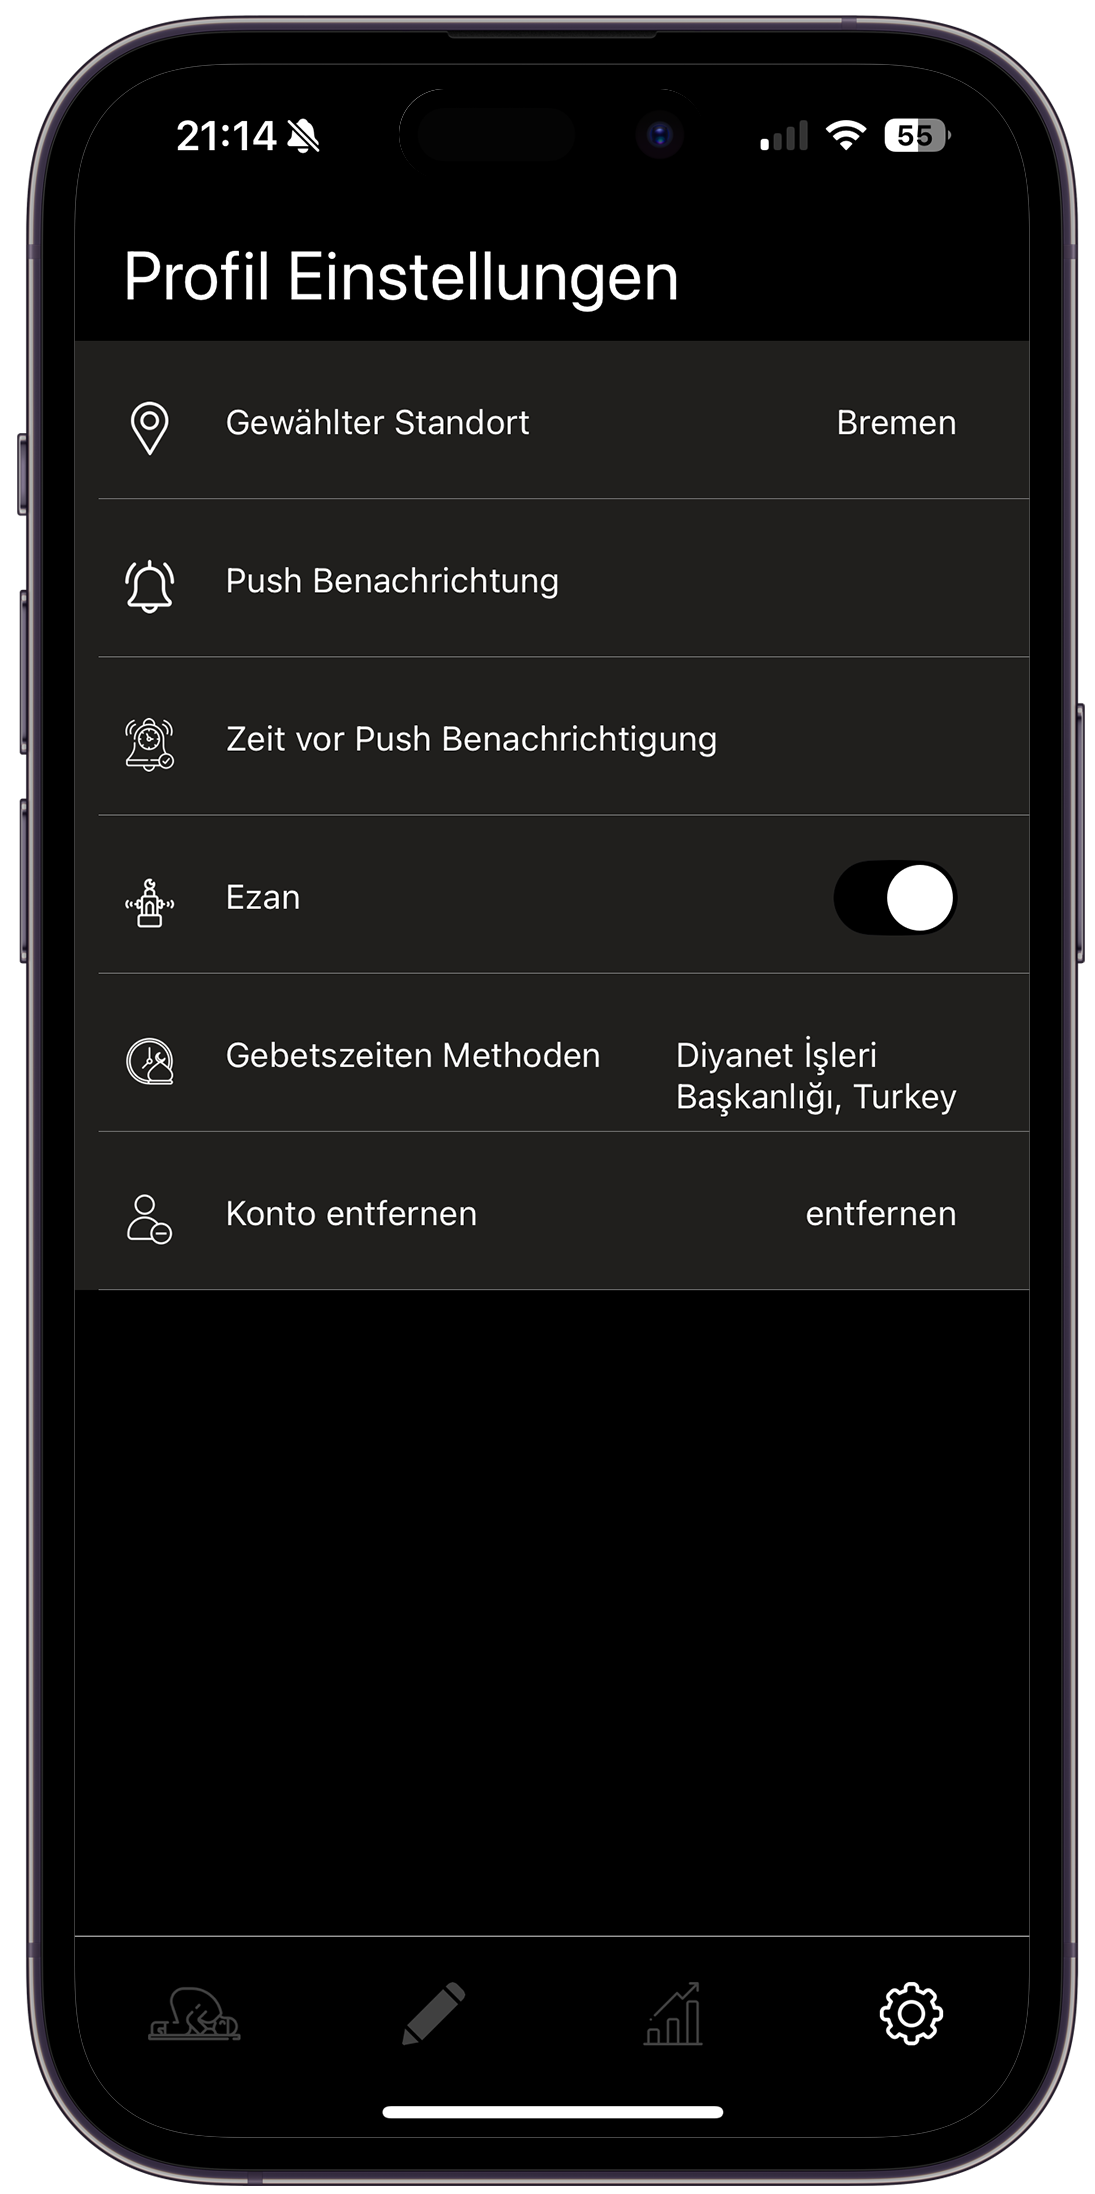 21:14
55
Profil Einstellungen
Gewählter Standort Bremen
Push Benachrichtung
Zeit vor Push Benachrichtigung
Ezan
Gebetszeiten Methoden Diyanet İşleri
Başkanlığı, Turkey
Konto entfernen entfernen